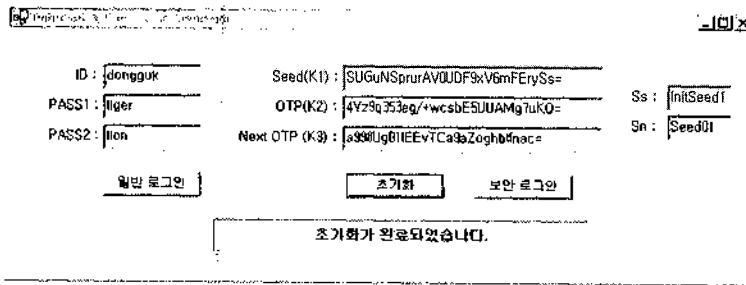 ID : dongguk Seed(K1) : SUGuNSprurAV0UDF9xV6mFErySs=
PASS1 : liger OTP(K2) : 4Vz9q353eg/+wcsbE5UUAMg7uKQ= Ss : InitSeed1
PASS2 : lion Next OTP (K3) : Sn : Seed01
일반 로그인 초기화 보안 로그인
초기화가 완료되었습니다.